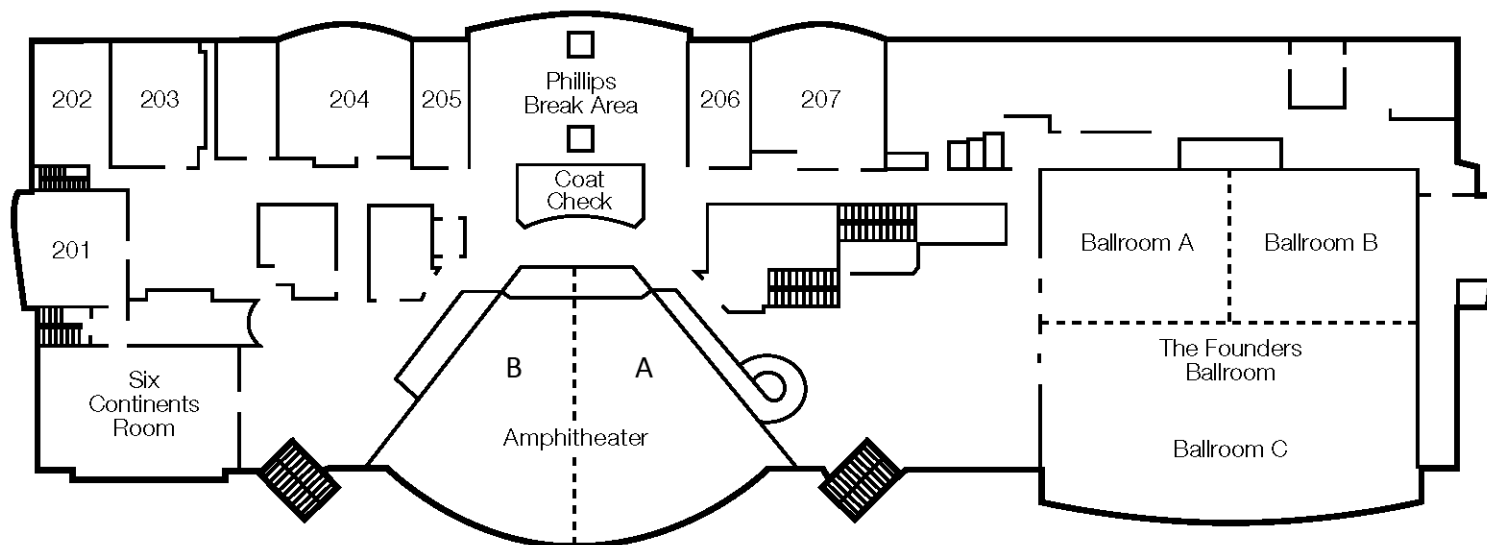 202
203
204
205
Phillips
Break Area
206
207
Coat
Check
201
Ballroom A
Ballroom B
The Founders
Ballroom
Six
Continents
Room
B
A
Amphitheater
Ballroom C